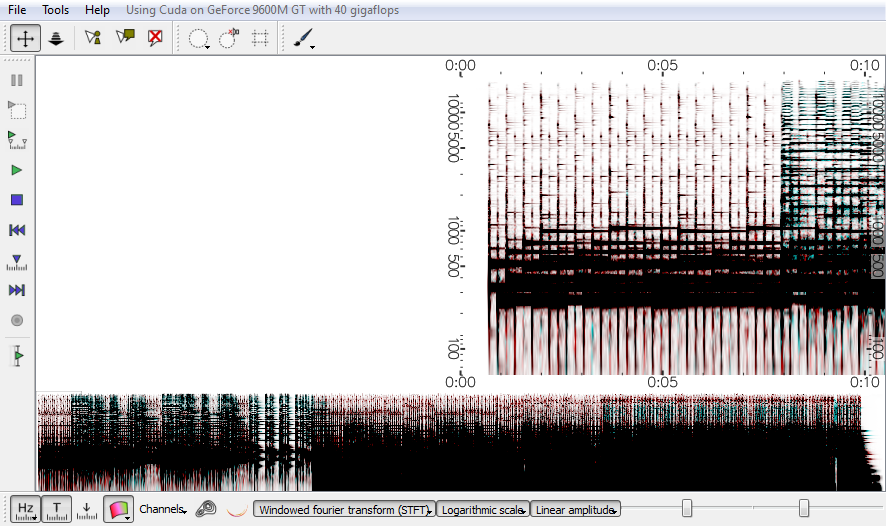 File Tools Help Using Cuda on GeForce 9600M GT with 40 gigaflops
0:00 0:05 0:10
10000 10000
5000 5000
1000 1000
500 500
100 100
0:00 0:05 0:10
Hz T Channels Windowed fourier transform (STFT) Logarithmic scale Linear amplitude